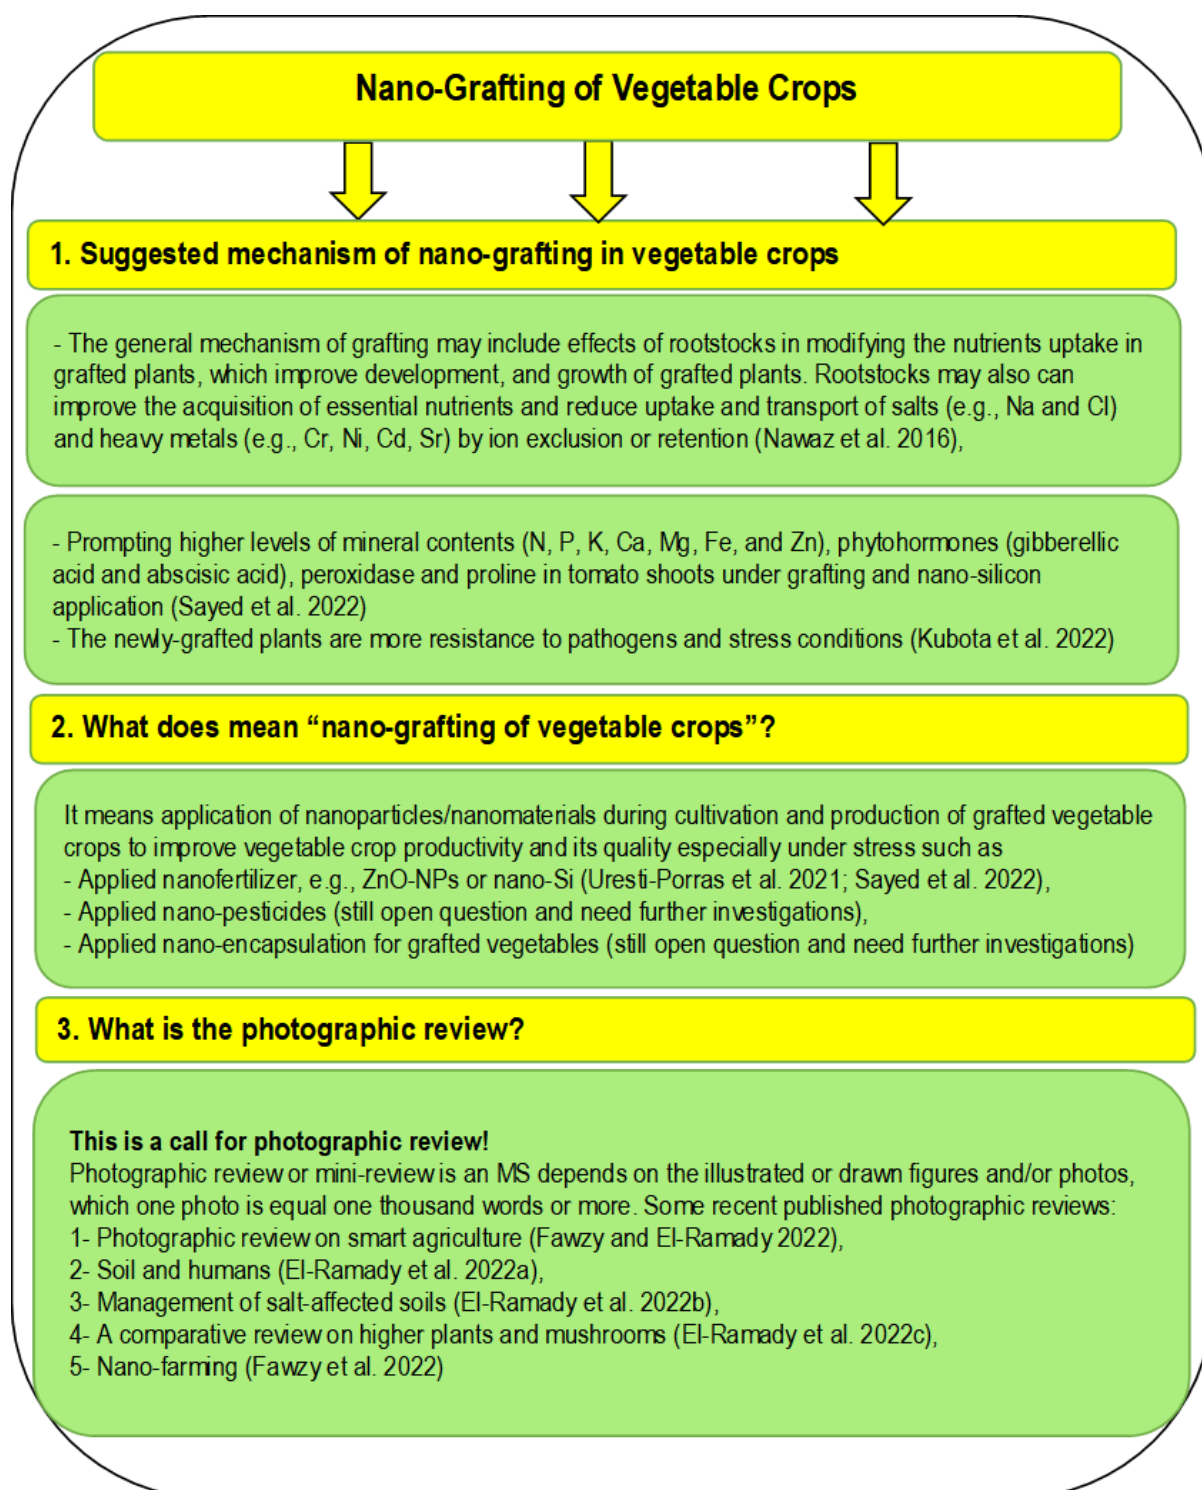 Nano-Grafting of Vegetable Crops
1. Suggested mechanism of nano-grafting in vegetable crops
- The general mechanism of grafting may include effects of rootstocks in modifying the nutrients uptake in
grafted plants, which improve development, and growth of grafted plants. Rootstocks may also can
improve the acquisition of essential nutrients and reduce uptake and transport of salts (e.g., Na and Cl)
and heavy metals (e.g., Cr, Ni, Cd, Sr) by ion exclusion or retention (Nawaz et al. 2016),
- Prompting higher levels of mineral contents (N, P, K, Ca, Mg, Fe, and Zn), phytohormones (gibberellic
acid and abscisic acid), peroxidase and proline in tomato shoots under grafting and nano-silicon
application (Sayed et al. 2022)
- The newly-grafted plants are more resistance to pathogens and stress conditions (Kubota et al. 2022)
2. What does mean “nano-grafting of vegetable crops”?
It means application of nanoparticles/nanomaterials during cultivation and production of grafted vegetable
crops to improve vegetable crop productivity and its quality especially under stress such as
- Applied nanofertilizer, e.g., ZnO-NPs or nano-Si (Uresti-Porras et al. 2021; Sayed et al. 2022),
- Applied nano-pesticides (still open question and need further investigations),
- Applied nano-encapsulation for grafted vegetables (still open question and need further investigations)
3. What is the photographic review?
This is a call for photographic review!
Photographic review or mini-review is an MS depends on the illustrated or drawn figures and/or photos,
which one photo is equal one thousand words or more. Some recent published photographic reviews:
1- Photographic review on smart agriculture (Fawzy and El-Ramady 2022),
2- Soil and humans (El-Ramady et al. 2022a),
3- Management of salt-affected soils (El-Ramady et al. 2022b),
4- A comparative review on higher plants and mushrooms (El-Ramady et al. 2022c),
5- Nano-farming (Fawzy et al. 2022)